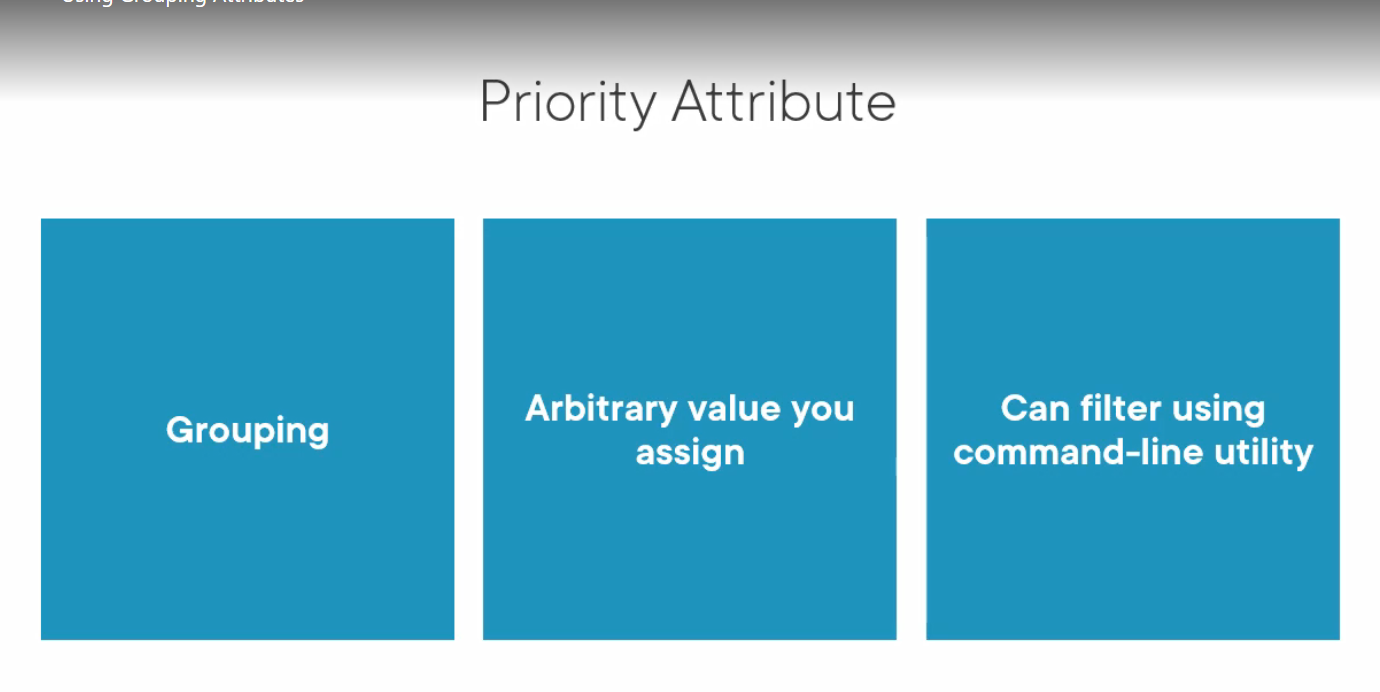 Using Grouping Attributes
Priority Attribute
Grouping
Arbitrary value you
assign
Can filter using
command-line utility